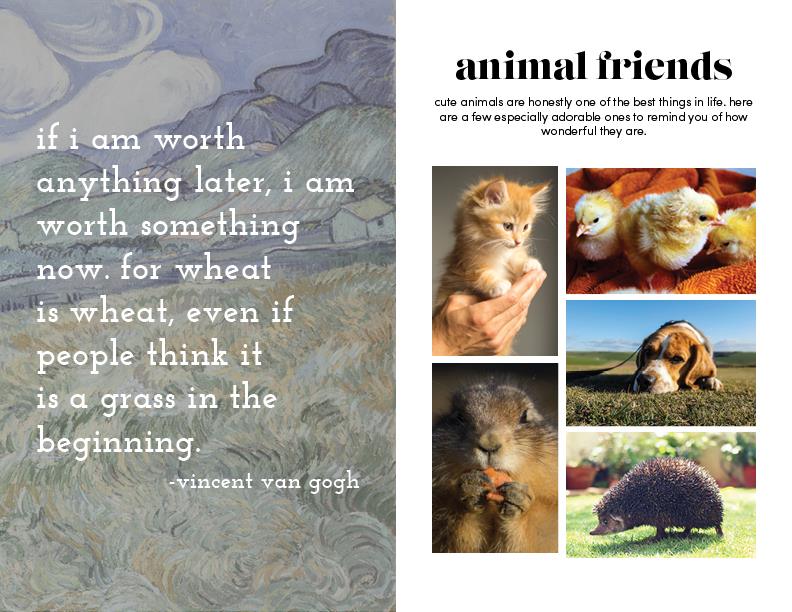 if i am worth
anything later, i am
worth something
now. for wheat
is wheat, even if
people think it
is a grass in the
beginning.
-vincent van gogh
animal friends
cute animals are honestly one of the best things in life. here
are a few especially adorable ones to remind you of how
wonderful they are.